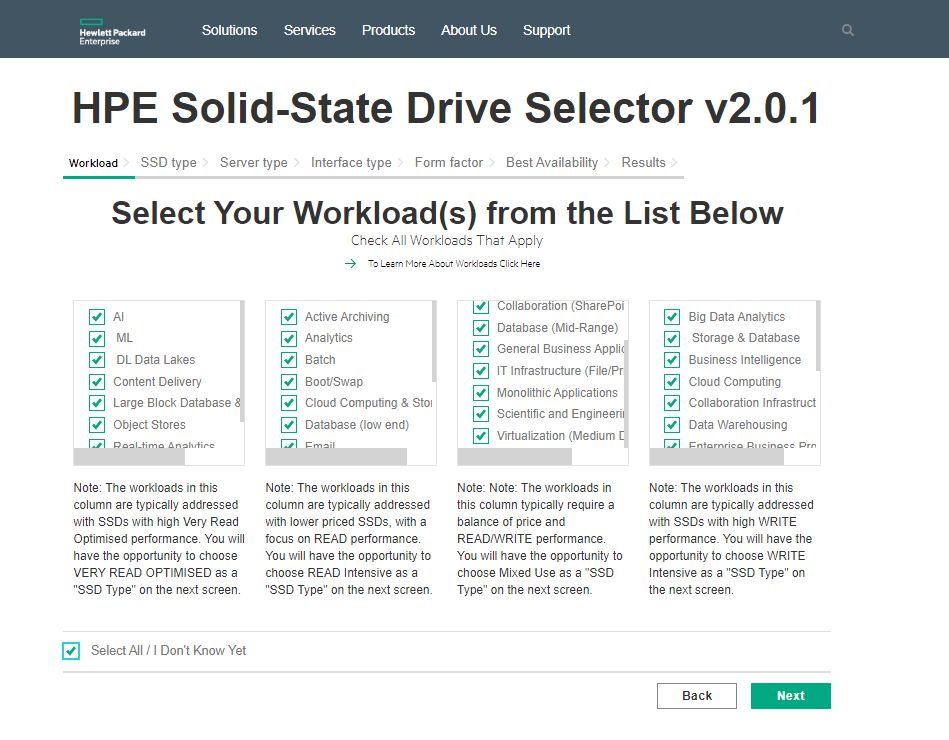 Hewlett Packard
Enterprise
Solutions Services Products About Us Support
HPE Solid-State Drive Selector v2.0.1
Workload SSD type Server type Interface type Form factor Best Availability Results
Select Your Workload(s) from the List Below
Check All Workloads That Apply
To Learn More About Workloads Click Here
AI
ML
DL Data Lakes
Content Delivery
Large Block Database &
Object Stores
Real-time Analytics
Active Archiving
Analytics
Batch
Boot/Swap
Cloud Computing & Sto
Database (low end)
Email
Collaboration (SharePoi
Database (Mid-Range)
General Business Applic
IT Infrastructure (File/Pr
Monolithic Applications
Scientific and Engineeri
Virtualization (Medium D
Big Data Analytics
Storage & Database
Business Intelligence
Cloud Computing
Collaboration Infrastruct
Data Warehousing
Enterprise Business Pro
Note: The workloads in this
column are typically addressed
with SSDs with high Very Read
Optimised performance. You will
have the opportunity to choose
VERY READ OPTIMISED as a
"SSD Type" on the next screen.
Note: The workloads in this
column are typically addressed
with lower priced SSDs, with a
focus on READ performance.
You will have the opportunity to
choose READ Intensive as a
"SSD Type" on the next screen.
Note: Note: The workloads in
this column typically require a
balance of price and
READ/WRITE performance.
You will have the opportunity to
choose Mixed Use as a "SSD
Type" on the next screen.
Note: The workloads in this
column are typically addressed
with SSDs with high WRITE
performance. You will have the
opportunity to choose WRITE
Intensive as a "SSD Type" on
the next screen.
Select All / I Don't Know Yet
Back Next